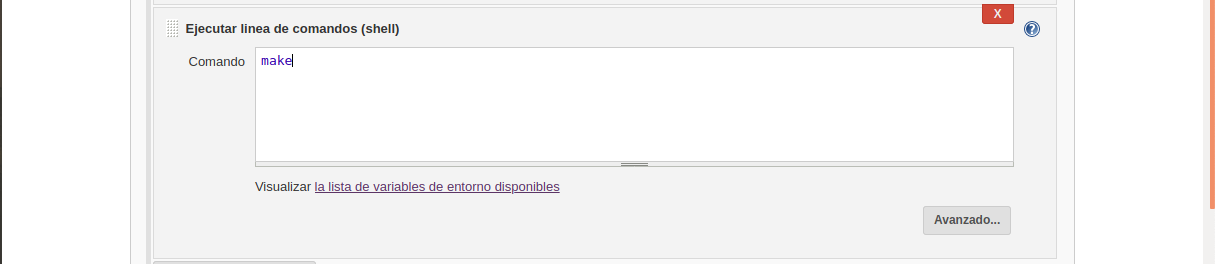 X
Ejecutar linea de comandos (shell)
?
Comando
make
Visualizar la lista de variables de entorno disponibles
Avanzado...